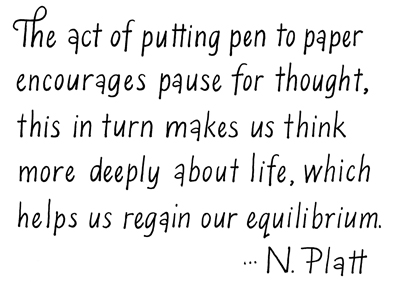 The act of putting pen to paper
encourages pause for thought,
this in turn makes us think
more deeply about life, which
helps us regain our equilibrium.
... N. Platt